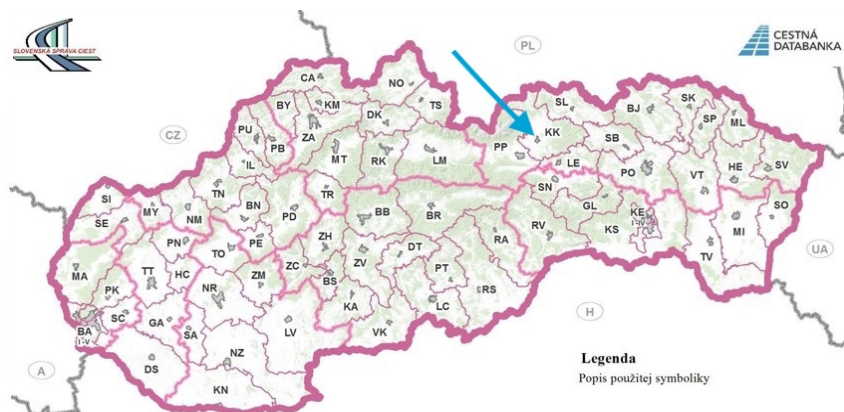 SLOVENSKÁ SPRÁVA CIEST
PL
CESTNÁ
DATABANKA
CZ
CA
NO
BY
KM
TS
DK
PU
PB
ZA
IL
MT
RK
LM
PP
SL
KK
BJ
SK
SP
ML
SB
LE
PO
HE
SV
VT
SI
SE
MY
NM
TN
BN
PD
TR
BB
BR
SN
GL
RV
KE
I-IV
KS
MI
SO
TV
UA
PN
TO
PE
ZH
ZC
ZV
DT
RA
MA
TT
HC
PK
NR
ZM
BS
PT
RS
SC
BA
I-V
GA
SA
LV
KA
VK
LC
DS
NZ
KN
A
H
Legenda
Popis použitej symboliky